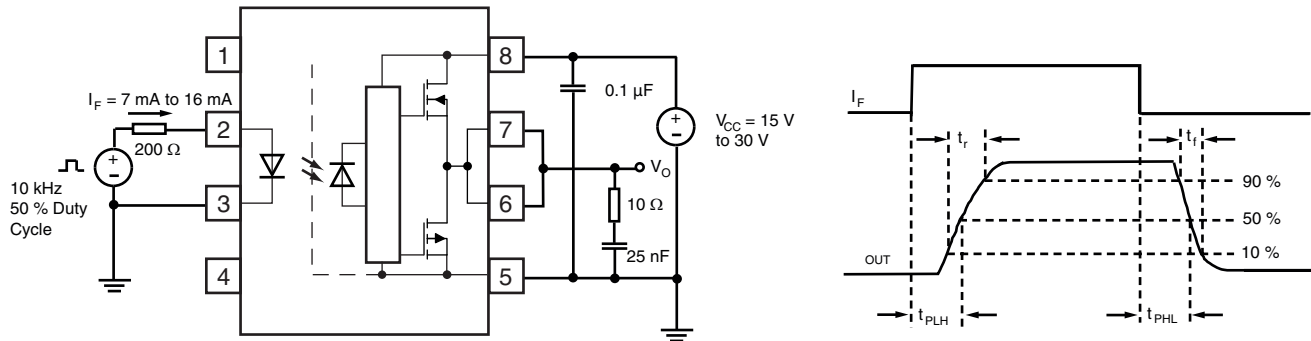 1
2
3
4
8
7
6
5
I_F = 7 mA to 16 mA
200 Ω
+
-
10 kHz
50 % Duty
Cycle
0.1 µF
+
-
V_CC = 15 V
to 30 V
V_O
10 Ω
25 nF
I_F
t_r
t_f
90 %
50 %
10 %
OUT
t_PLH
t_PHL